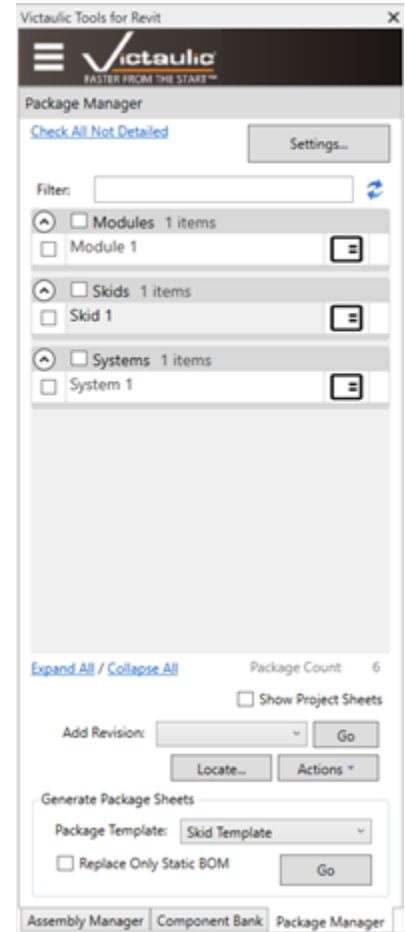 Victaulic Tools for Revit
Victaulic
FASTER FROM THE START™
Package Manager
Check All Not Detailed
Settings...
Filter:
Modules 1 items
Module 1
Skids 1 items
Skid 1
Systems 1 items
System 1
Expand All / Collapse All Package Count 6
Show Project Sheets
Add Revision: Go
Locate... Actions
Generate Package Sheets
Package Template: Skid Template
Replace Only Static BOM Go
Assembly Manager Component Bank Package Manager